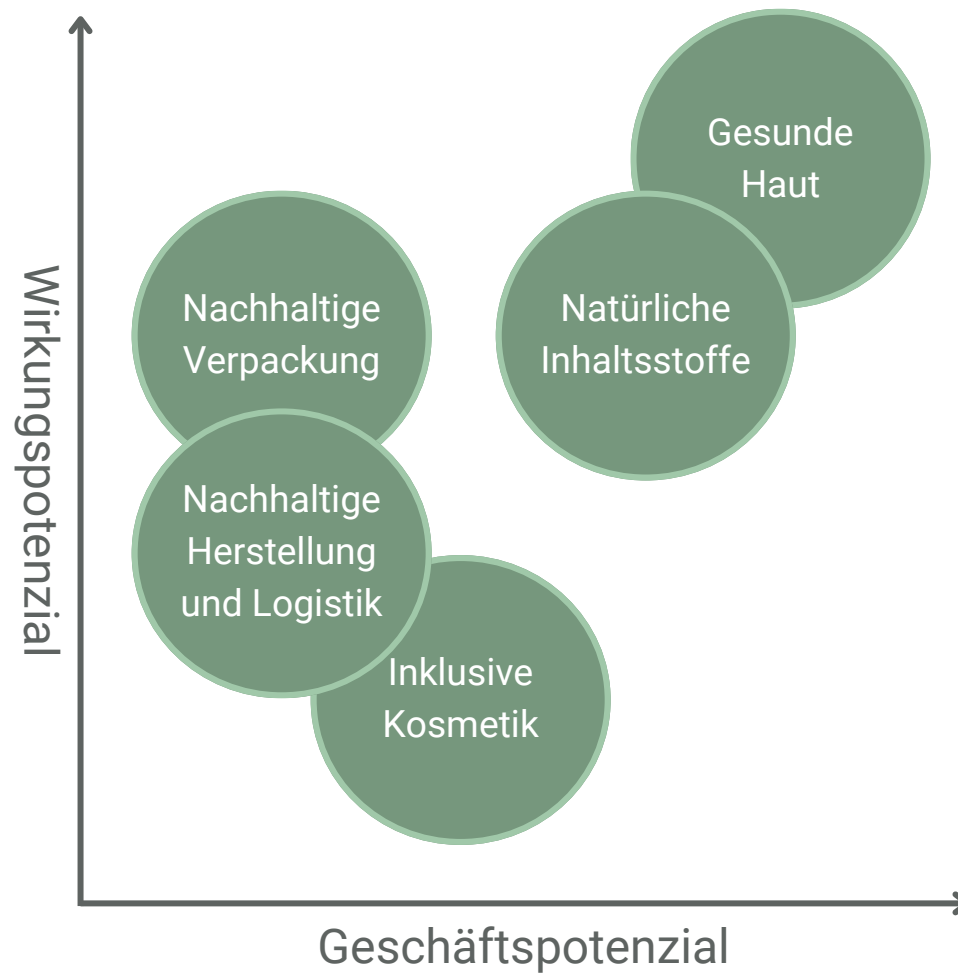 Gesunde
Haut
Nachhaltige
Verpackung
Natürliche
Inhaltsstoffe
Nachhaltige
Herstellung
und Logistik
Inklusive
Kosmetik
Wirkungspotenzial
Geschäftspotenzial